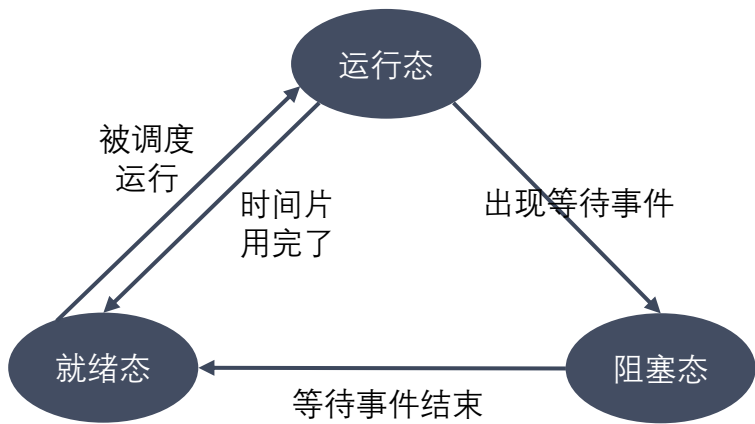 运行态
被调度
运行
时间片
用完了
出现等待事件
就绪态
阻塞态
等待事件结束